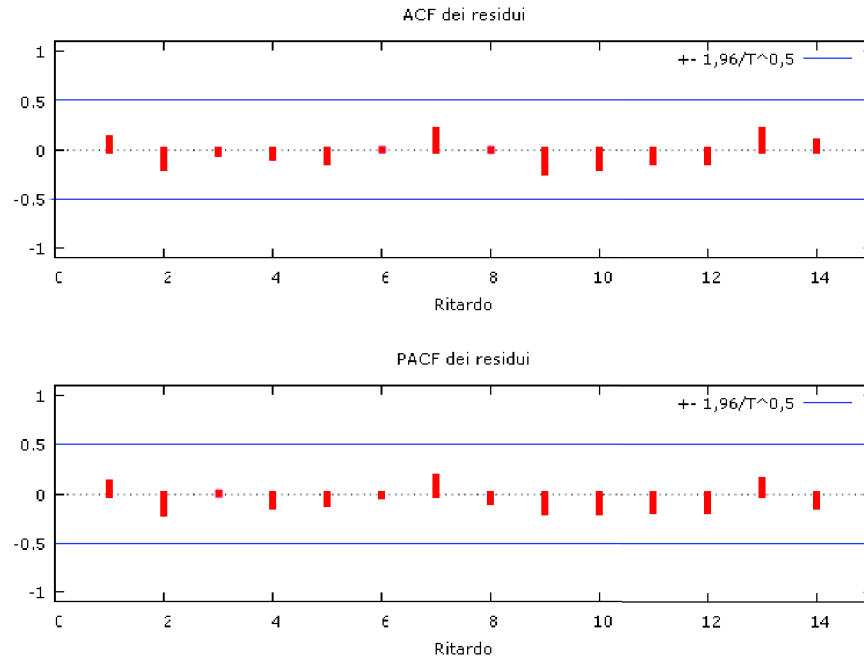 ACF dei residui
+- 1,96/T^0,5
1
0.5
0
-0.5
-1
0 2 4 6 8 10 12 14
Ritardo
PACF dei residui
+- 1,96/T^0,5
1
0.5
0
-0.5
-1
0 2 4 6 8 10 12 14
Ritardo